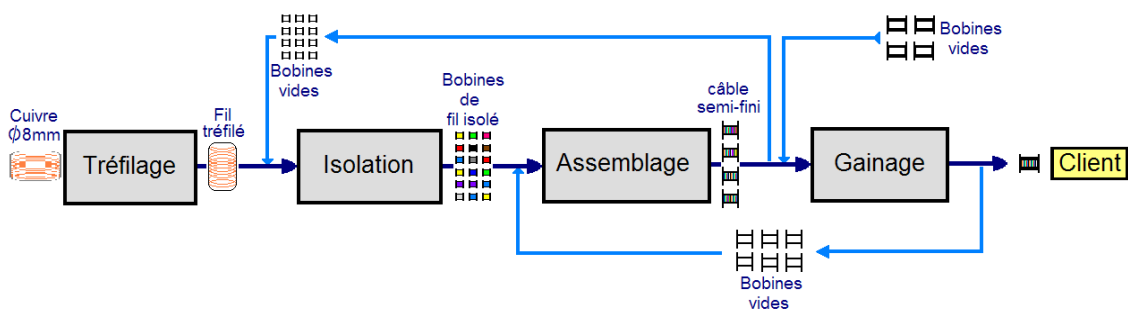 Cuivre
ϕ8mm
Tréfilage
Fil
tréfilé
Bobines
vides
Isolation
Bobines
de
fil isolé
Assemblage
câble
semi-fini
Bobines
vides
Gainage
Bobines
vides
Client